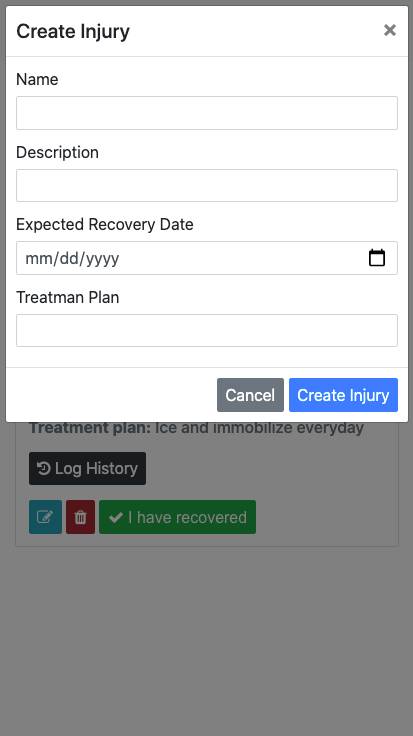 Create Injury ×
Name
Description
Expected Recovery Date
mm/dd/yyyy
Treatman Plan
Cancel Create Injury
Treatment plan: Ice and immobilize everyday
Log History
I have recovered